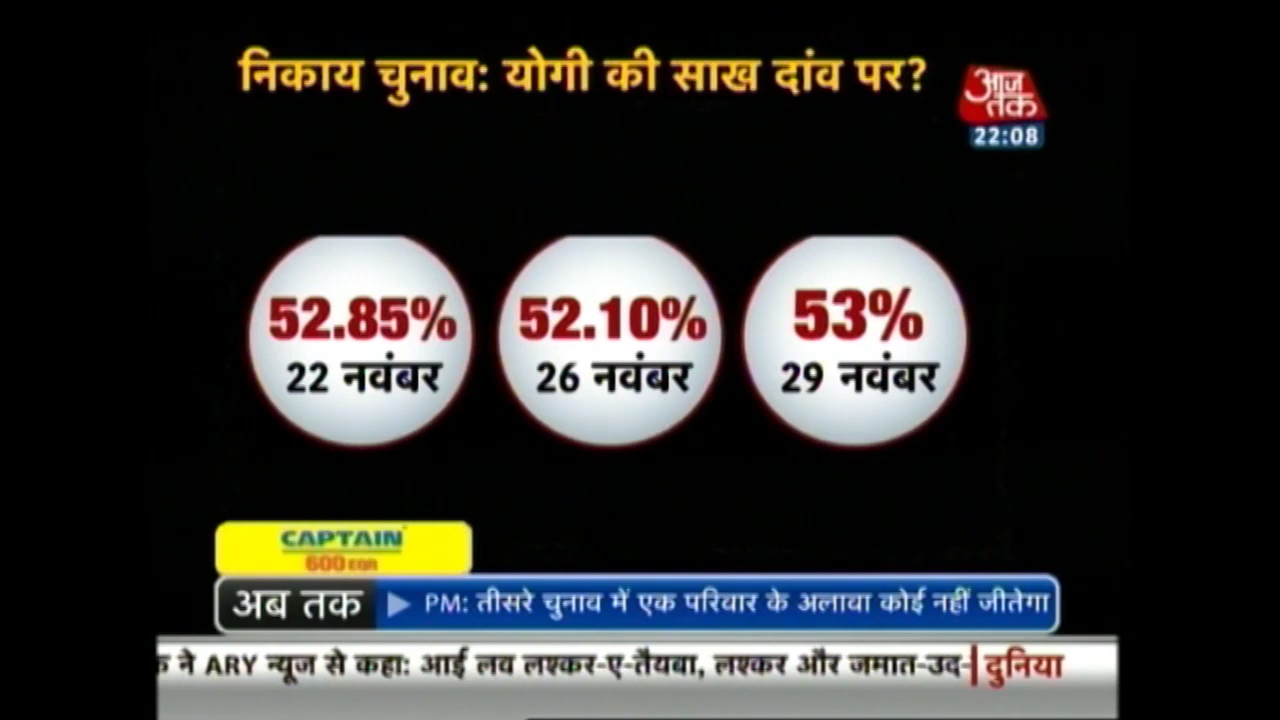 निकाय चुनाव: योगी की साख दांव पर?
आज
तक
22:08
52.85%
22 नवंबर
52.10%
26 नवंबर
53%
29 नवंबर
CAPTAIN
600 EQR
अब तक
PM: तीसरे चुनाव में एक परिवार के अलावा कोई नहीं जीतेगा
ने ARY न्यूज से कहा: आई लव लश्कर-ए-तैयबा, लश्कर और जमात-उद-
दुनिया